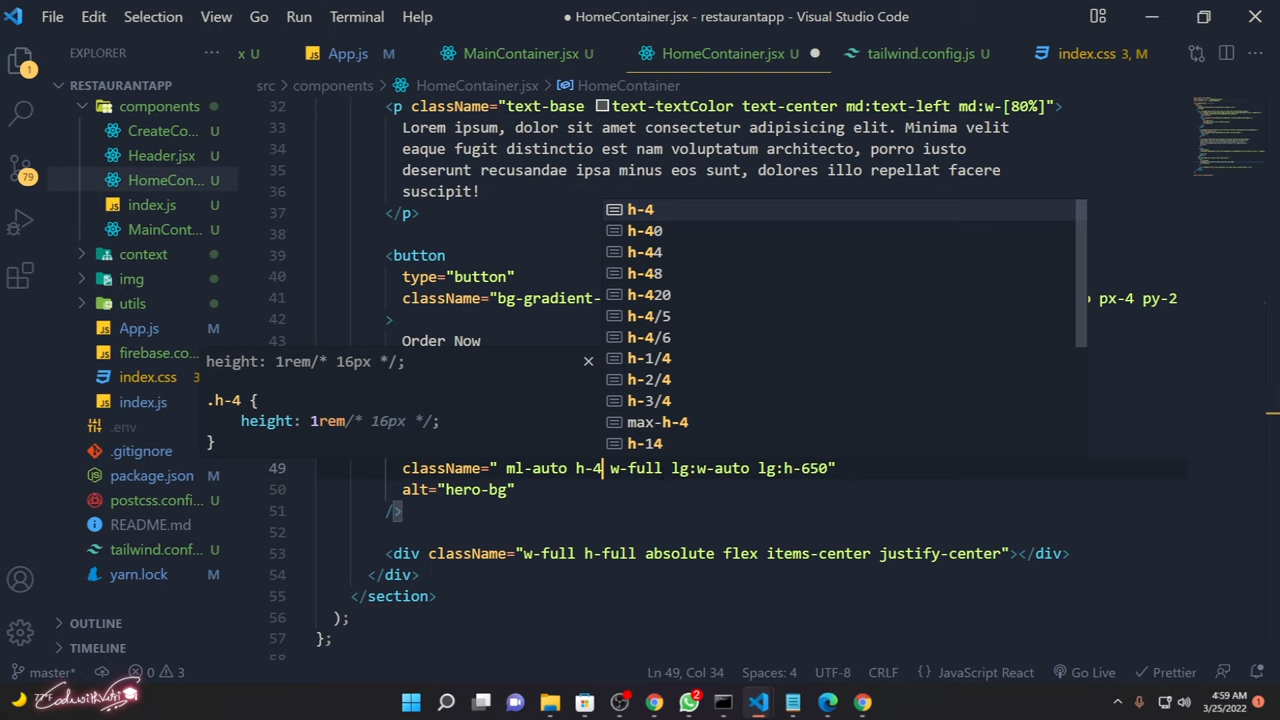 File Edit Selection View Go Run Terminal Help
● HomeContainer.jsx - restaurantapp - Visual Studio Code
EXPLORER ···
x U App.js M MainContainer.jsx U HomeContainer.jsx U ● tailwind.config.js U index.css 3, M
RESTAURANTAPP
src > components > HomeContainer.jsx > HomeContainer
components
CreateCo... U
Header.jsx U
HomeCon... U
index.js U
MainCont... U
context
img
utils
App.js M
firebase.co...
index.css 3
index.js U
.env
.gitignore M
package.json M
postcss.confi... U
README.md
tailwind.conf... U
yarn.lock M
OUTLINE
TIMELINE
32 <p className="text-base text-textColor text-center md:text-left md:w-[80%]">
33 Lorem ipsum, dolor sit amet consectetur adipisicing elit. Minima velit
34 eaque fugit distinctio est nam voluptatum architecto, porro iusto
35 deserunt recusandae ipsa minus eos sunt, dolores illo repellat facere
36 suscipit!
37 </p>
38
39 <button
40 type="button"
41 className="bg-gradient- px-4 py-2
42 >
43 Order Now
h-4
h-40
h-44
h-48
h-420
h-4/5
h-4/6
h-1/4
h-2/4
h-3/4
max-h-4
h-14
height: 1rem/* 16px */;
.h-4 {
height: 1rem/* 16px */;
}
49 className=" ml-auto h-4 w-full lg:w-auto lg:h-650"
50 alt="hero-bg"
51 />
52
53 <div className="w-full h-full absolute flex items-center justify-center"></div>
54 </div>
55 </section>
56 );
57 };
58
master* 0 3 Ln 49, Col 34 Spaces: 4 UTF-8 CRLF { } JavaScript React Go Live Prettier
1
79
2
4:59 AM
3/25/2022
1